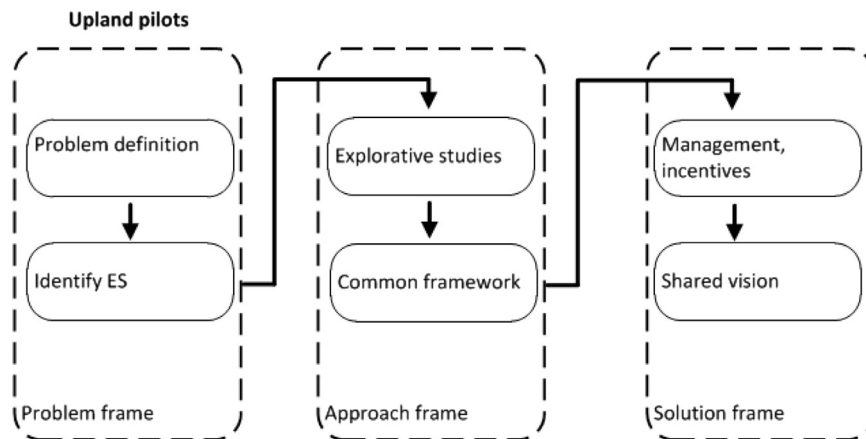 Upland pilots
Problem definition
Identify ES
Problem frame
Explorative studies
Common framework
Approach frame
Management,
incentives
Shared vision
Solution frame